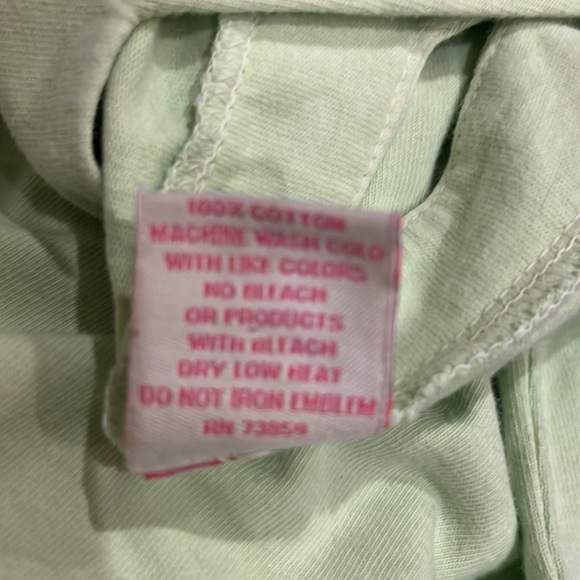 100% COTTON
MACHINE WASH COLD
WITH LIKE COLORS
NO BLEACH
OR PRODUCTS
WITH BLEACH
DRY LOW HEAT
DO NOT IRON EMBLEM
RN 73859